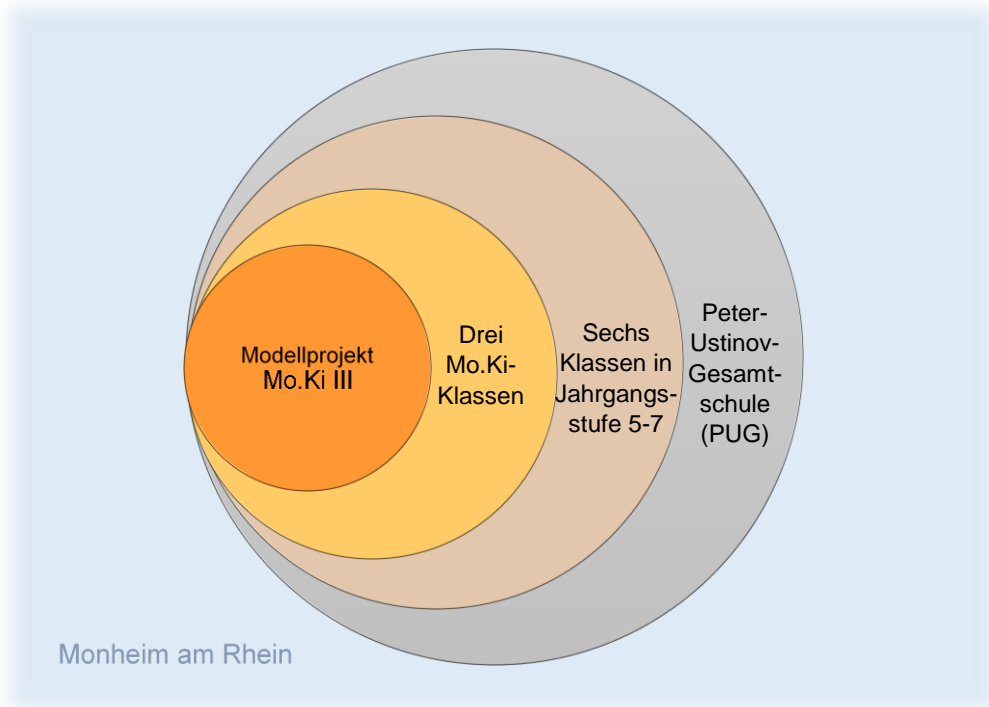 Modellprojekt
Mo.Ki III
Drei
Mo.Ki-
Klassen
Sechs
Klassen in
Jahrgangs-
stufe 5-7
Peter-
Ustinov-
Gesamt-
schule
(PUG)
Monheim am Rhein